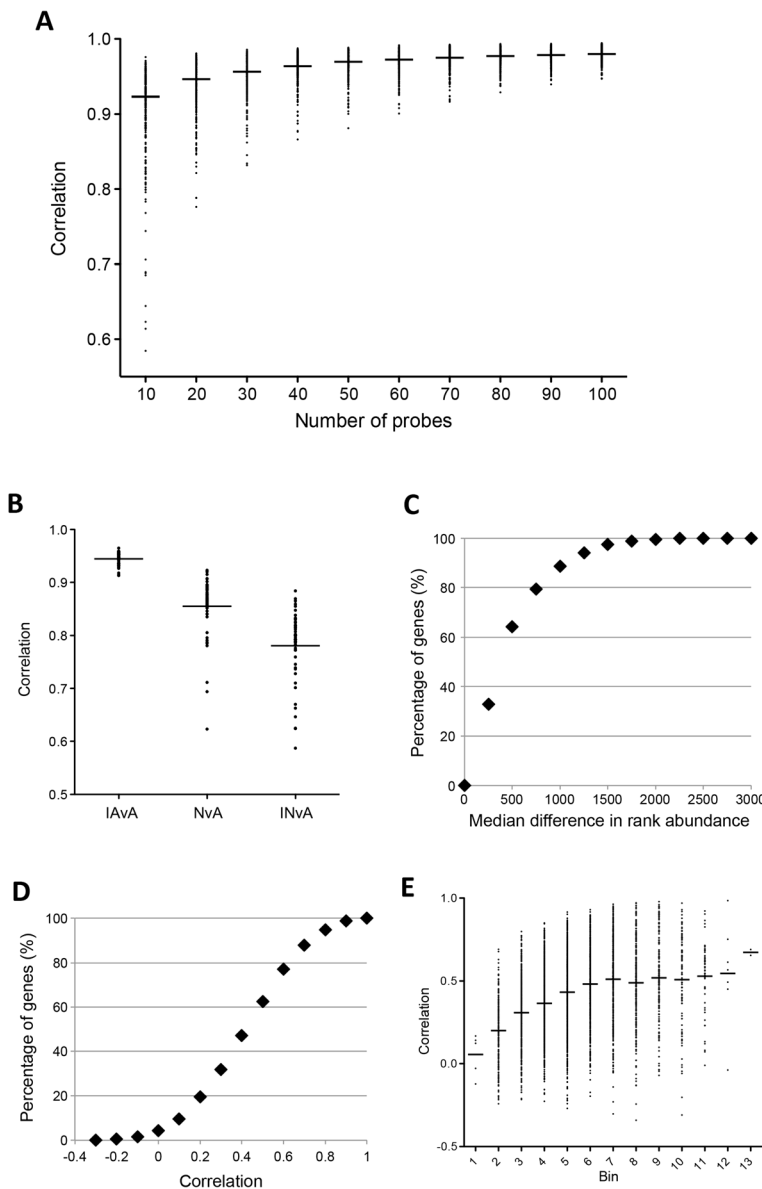 A
Correlation
1.0
0.9
0.8
0.7
0.6
10 20 30 40 50 60 70 80 90 100
Number of probes
B
Correlation
1.0
0.9
0.8
0.7
0.6
0.5
IAvA NvA INvA
C
Percentage of genes (%)
100
80
60
40
20
0
0 500 1000 1500 2000 2500 3000
Median difference in rank abundance
D
Percentage of genes (%)
100
80
60
40
20
0
-0.4 -0.2 0 0.2 0.4 0.6 0.8 1
Correlation
E
Correlation
1.0
0.5
0.0
-0.5
1 2 3 4 5 6 7 8 9 10 11 12 13
Bin